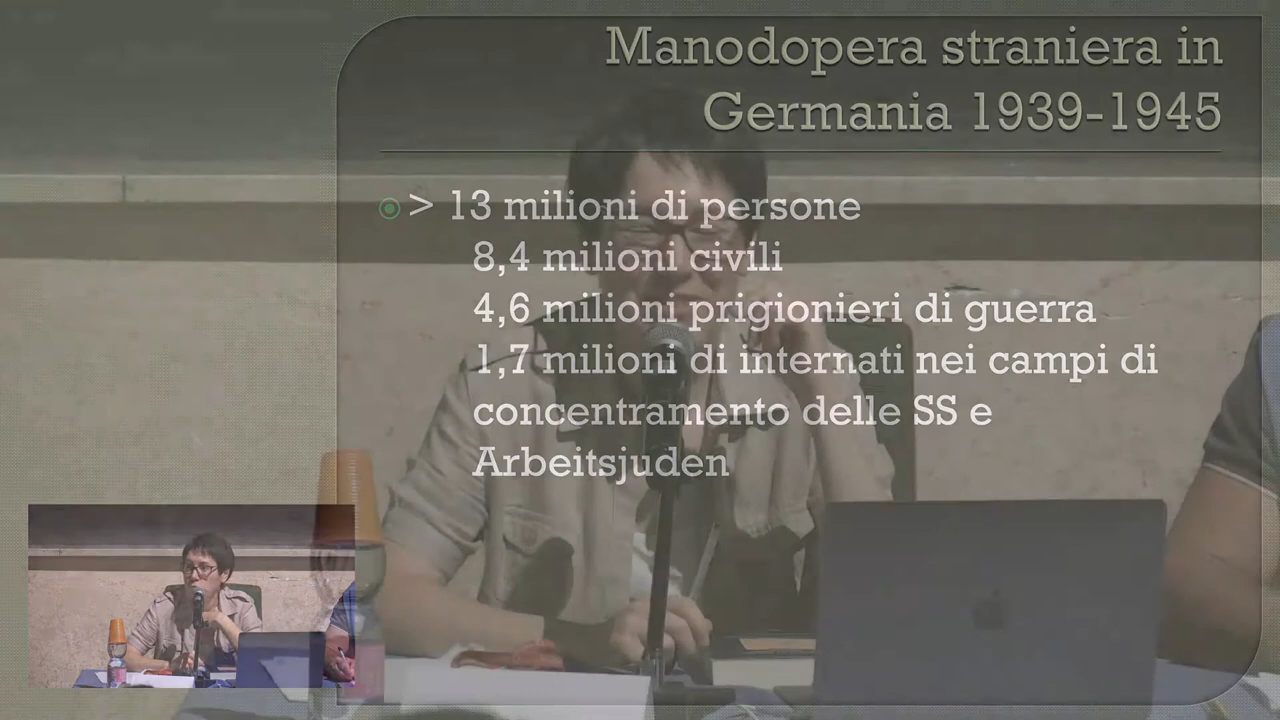 Manodopera straniera in
Germania 1939-1945
> 13 milioni di persone
8,4 milioni civili
4,6 milioni prigionieri di guerra
1,7 milioni di internati nei campi di
concentramento delle SS e
Arbeitsjuden